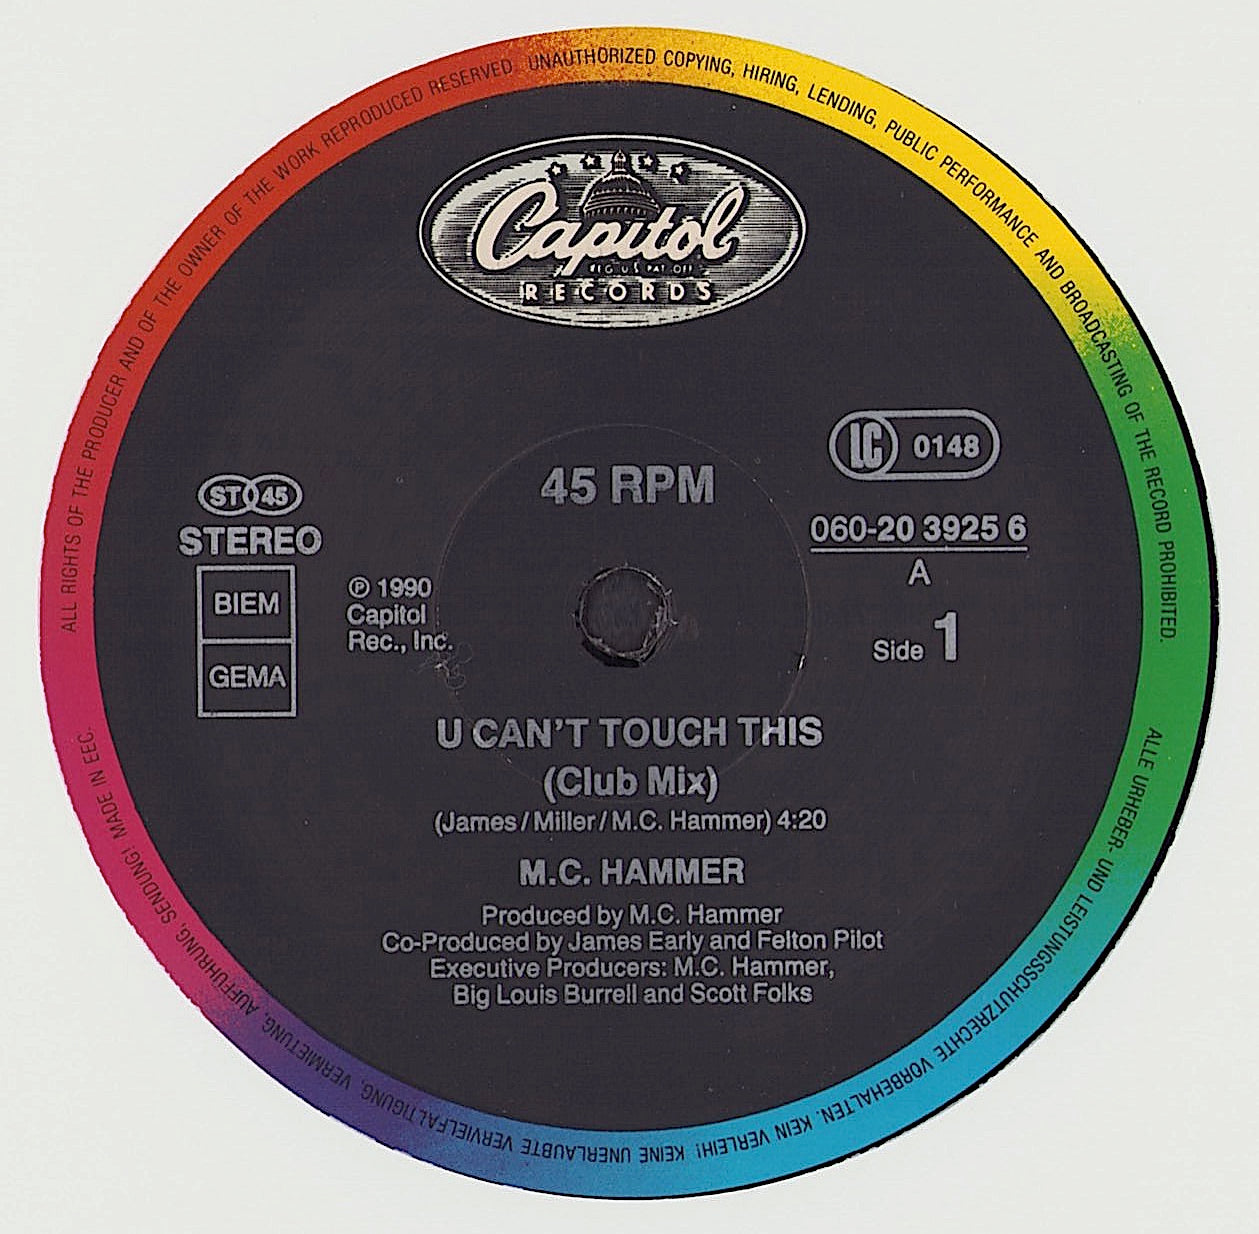 ALL RIGHTS OF THE PRODUCER AND OF THE OWNER OF THE WORK REPRODUCED RESERVED. UNAUTHORIZED COPYING, HIRING, LENDING, PUBLIC PERFORMANCE AND BROADCASTING OF THE RECORD PROHIBITED.
Capitol
REG. U.S. PAT. OFF.
RECORDS
LC 0148
45 RPM
ST 45
STEREO
060-20 3925 6
A
BIEM
GEMA
℗ 1990
Capitol
Rec., Inc.
Side 1
U CAN'T TOUCH THIS
(Club Mix)
(James / Miller / M.C. Hammer) 4:20
M.C. HAMMER
Produced by M.C. Hammer
Co-Produced by James Early and Felton Pilot
Executive Producers: M.C. Hammer,
Big Louis Burrell and Scott Folks
ALLE URHEBER- UND LEISTUNGSSCHUTZRECHTE VORBEHALTEN. KEIN VERLEIH! KEINE UNERLAUBTE VERVIELFALTIGUNG, VERMIETUNG, AUFFUHRUNG, SENDUNG! MADE IN EEC.